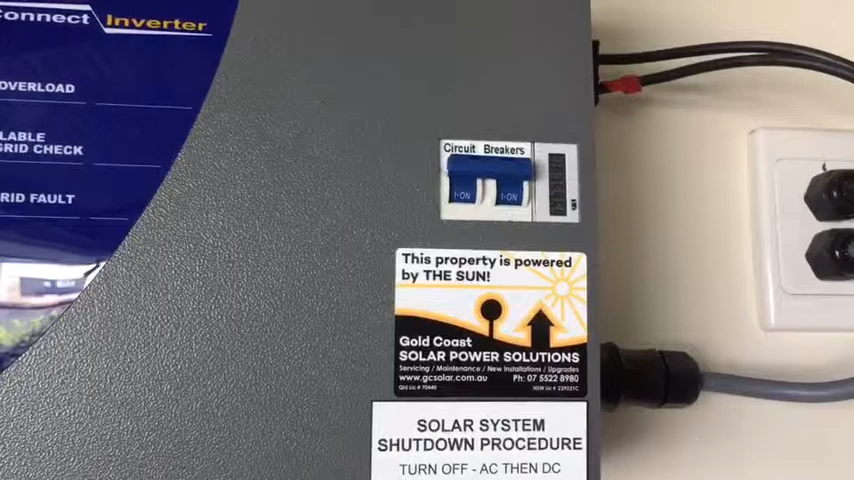 Connect Inverter
OVERLOAD
GRID CHECK
FAULT
Circuit Breakers
I·ON I·ON
This property is powered
by THE SUN!
Gold Coast
SOLAR POWER SOLUTIONS
Servicing / Maintenance / New Installations / Upgrades
www.gcsolar.com.au Ph: 07 5522 8980
SOLAR SYSTEM
SHUTDOWN PROCEDURE
TURN OFF - AC THEN DC